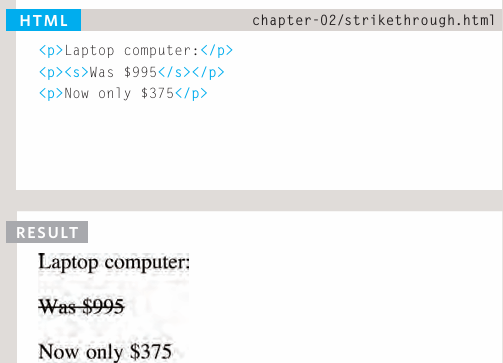 HTML chapter-02/strikethrough.html
<p>Laptop computer:</p>
<p><s>Was $995</s></p>
<p>Now only $375</p>
RESULT
Laptop computer:
Was $995
Now only $375